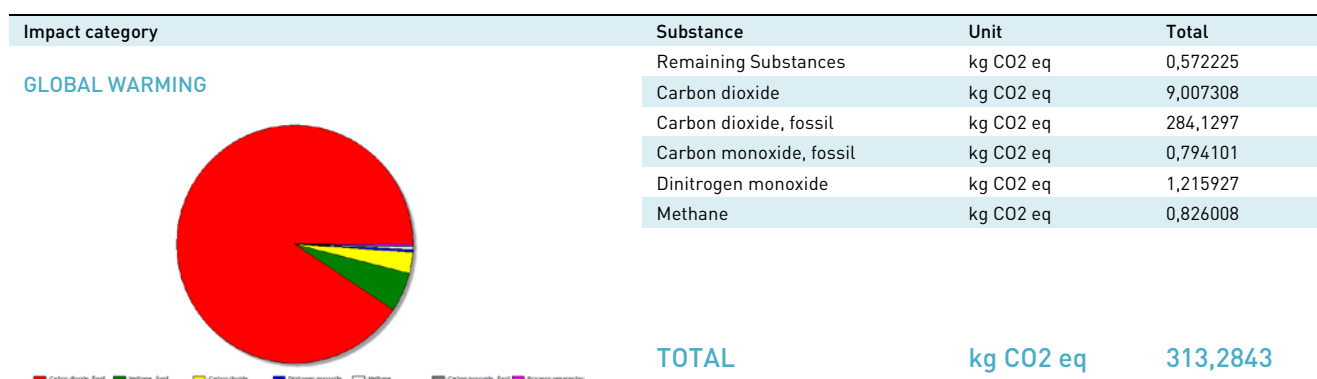 Impact category Substance Unit Total
GLOBAL WARMING
Remaining Substances kg CO2 eq 0,572225
Carbon dioxide kg CO2 eq 9,007308
Carbon dioxide, fossil kg CO2 eq 284,1297
Carbon monoxide, fossil kg CO2 eq 0,794101
Dinitrogen monoxide kg CO2 eq 1,215927
Methane kg CO2 eq 0,826008
TOTAL kg CO2 eq 313,2843